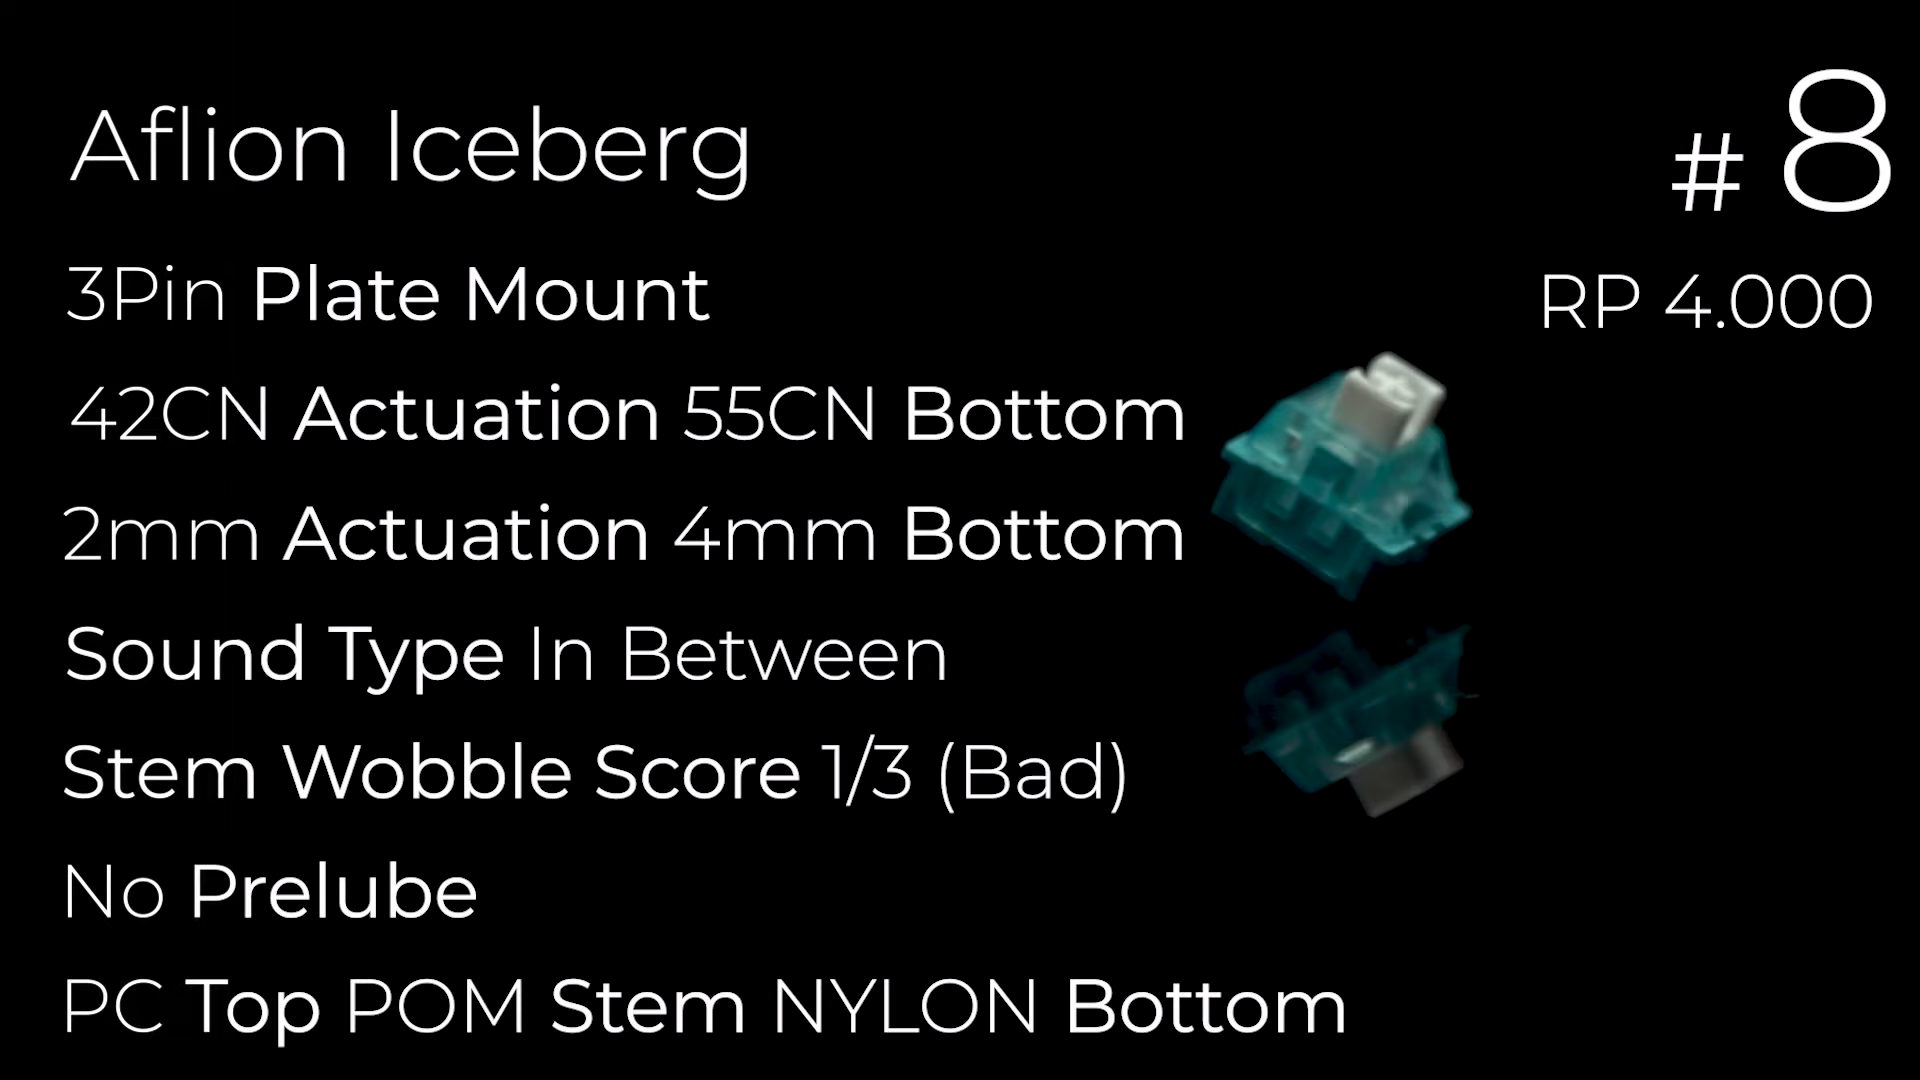 Aflion Iceberg
# 8
3Pin Plate Mount
RP 4.000
42CN Actuation 55CN Bottom
2mm Actuation 4mm Bottom
Sound Type In Between
Stem Wobble Score 1/3 (Bad)
No Prelube
PC Top POM Stem NYLON Bottom